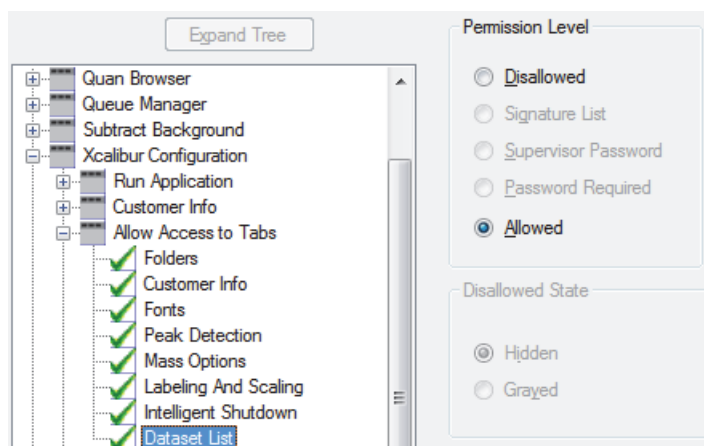 Expand Tree
Quan Browser
Queue Manager
Subtract Background
Xcalibur Configuration
Run Application
Customer Info
Allow Access to Tabs
Folders
Customer Info
Fonts
Peak Detection
Mass Options
Labeling And Scaling
Intelligent Shutdown
Dataset List
Permission Level
Disallowed
Signature List
Supervisor Password
Password Required
Allowed
Disallowed State
Hidden
Grayed